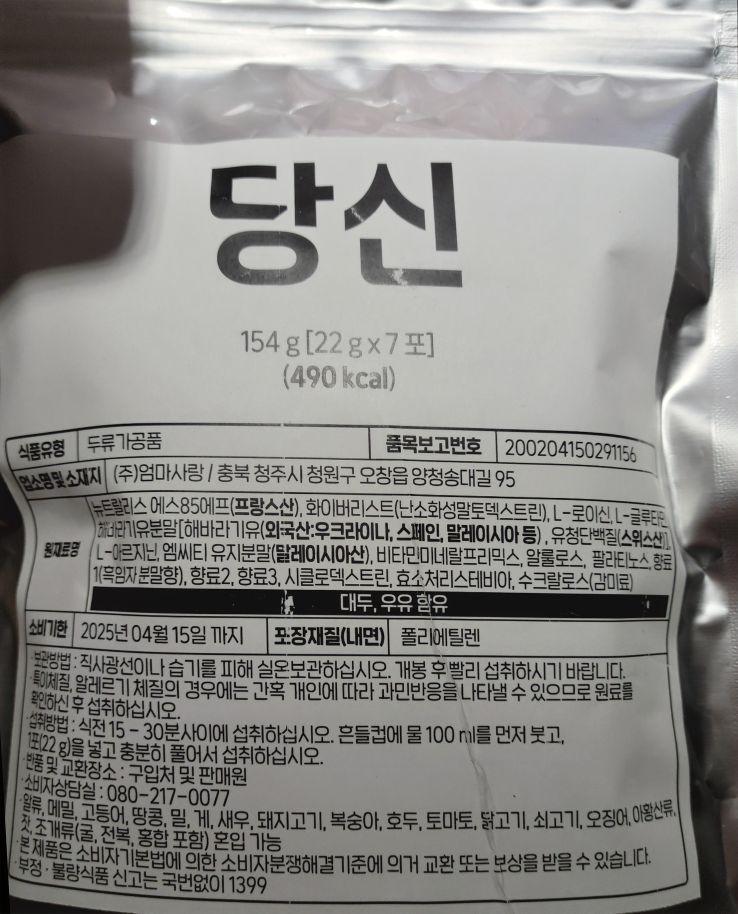 당신
154 g [22 g x 7 포]
(490 kcal)
식품유형 두류가공품 품목보고번호 200204150291156
업소명 및 소재지 (주)엄마사랑 / 충북 청주시 청원구 오창읍 양청송대길 95
원재료명 뉴트랄리스 에스85에프(프랑스산), 화이버리스트(난소화성말토덱스트린), L-로이신, L-글루타민,
해바라기유분말[해바라기유(외국산:우크라이나, 스페인, 말레이시아 등), 유청단백질(스위스산)],
L-아르지닌, 엠씨티 유지분말(말레이시아산), 비타민미네랄프리믹스, 알룰로스, 팔라티노스, 향료
1(흑임자 분말향), 향료2, 향료3, 시클로덱스트린, 효소처리스테비아, 수크랄로스(감미료)
대두, 우유 함유
소비기한 2025년 04월 15일 까지 포장재질(내면) 폴리에틸렌
· 보관방법 : 직사광선이나 습기를 피해 실온보관하십시오. 개봉 후 빨리 섭취하시기 바랍니다.
· 특이체질, 알레르기 체질의 경우에는 간혹 개인에 따라 과민반응을 나타낼 수 있으므로 원료를
확인하신 후 섭취하십시오.
· 섭취방법 : 식전 15 - 30분사이에 섭취하십시오. 흔들컵에 물 100 ml를 먼저 붓고,
1포(22 g)을 넣고 충분히 풀어서 섭취하십시오.
· 반품 및 교환장소 : 구입처 및 판매원
· 소비자상담실 : 080-217-0077
· 알류, 메밀, 고등어, 땅콩, 밀, 게, 새우, 돼지고기, 복숭아, 호두, 토마토, 닭고기, 쇠고기, 오징어, 아황산류,
잣, 조개류(굴, 전복, 홍합 포함) 혼입 가능
· 본 제품은 소비자기본법에 의한 소비자분쟁해결기준에 의거 교환 또는 보상을 받을 수 있습니다.
· 부정 · 불량식품 신고는 국번없이 1399